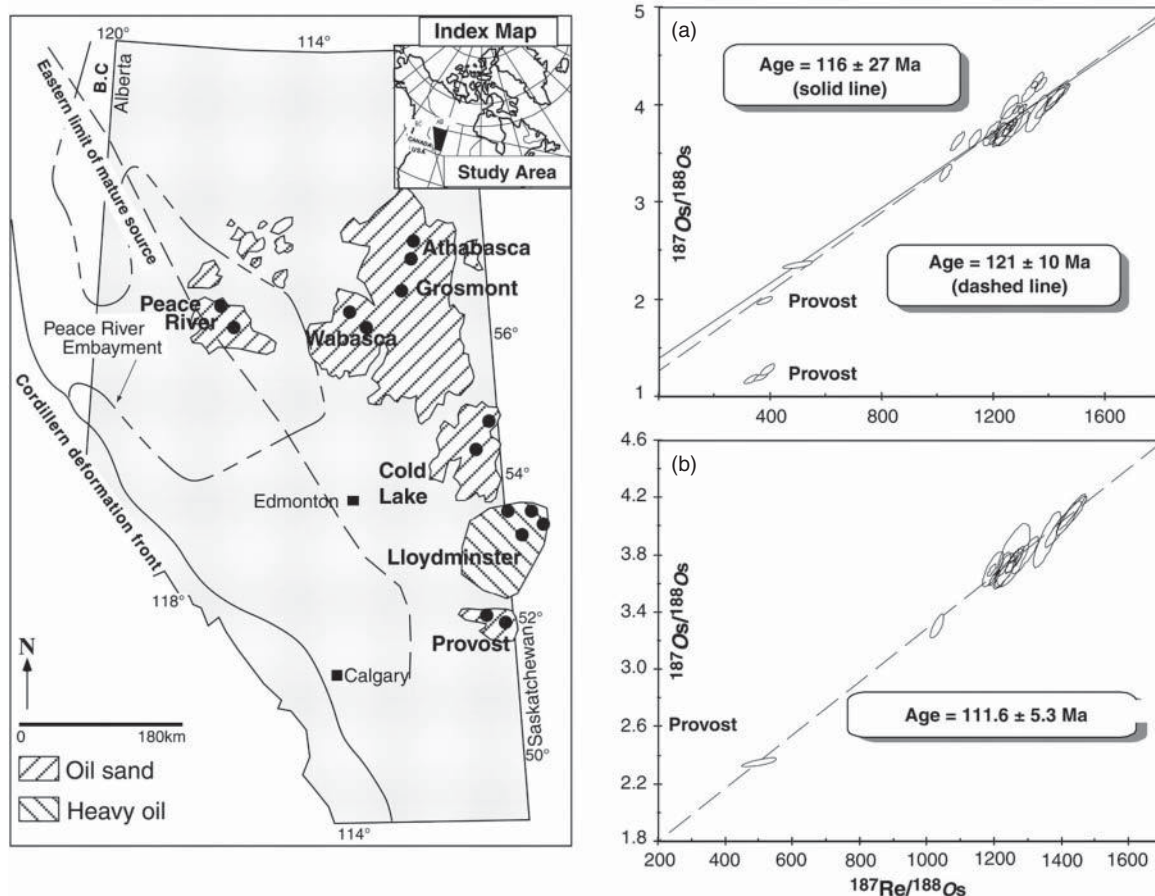 Index Map
Study Area
CANADA
U.S.A
120°
114°
B.C
Alberta
Eastern limit of mature source
Athabasca
Grosmont
Peace
River
Wabasca
56°
Peace River
Embayment
Cordillern deformation front
Cold
Lake
54°
Edmonton
Lloydminster
118°
52°
Provost
Saskatchewan
N
Calgary
0 180km
50°
Oil sand
Heavy oil
114°
(a)
5
4
3
2
1
187Os/188Os
Age = 116 ± 27 Ma
(solid line)
Age = 121 ± 10 Ma
(dashed line)
Provost
Provost
400 800 1200 1600
(b)
4.6
4.2
3.8
3.4
3.0
2.6
2.2
1.8
187Os/188Os
Provost
Age = 111.6 ± 5.3 Ma
200 400 600 800 1000 1200 1400 1600
187Re/188Os